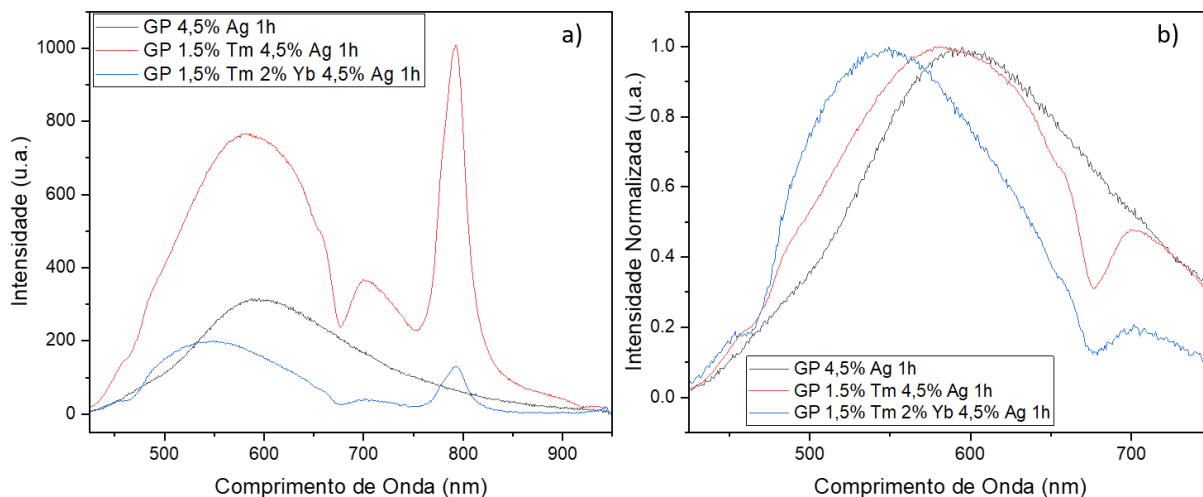 a)
GP 4,5% Ag 1h
GP 1.5% Tm 4,5% Ag 1h
GP 1,5% Tm 2% Yb 4,5% Ag 1h
Intensidade (u.a.)
1000
800
600
400
200
0
500 600 700 800 900
Comprimento de Onda (nm)
b)
Intensidade Normalizada (u.a.)
1.0
0.8
0.6
0.4
0.2
0.0
GP 4,5% Ag 1h
GP 1.5% Tm 4,5% Ag 1h
GP 1,5% Tm 2% Yb 4,5% Ag 1h
500 600 700
Comprimento de Onda (nm)